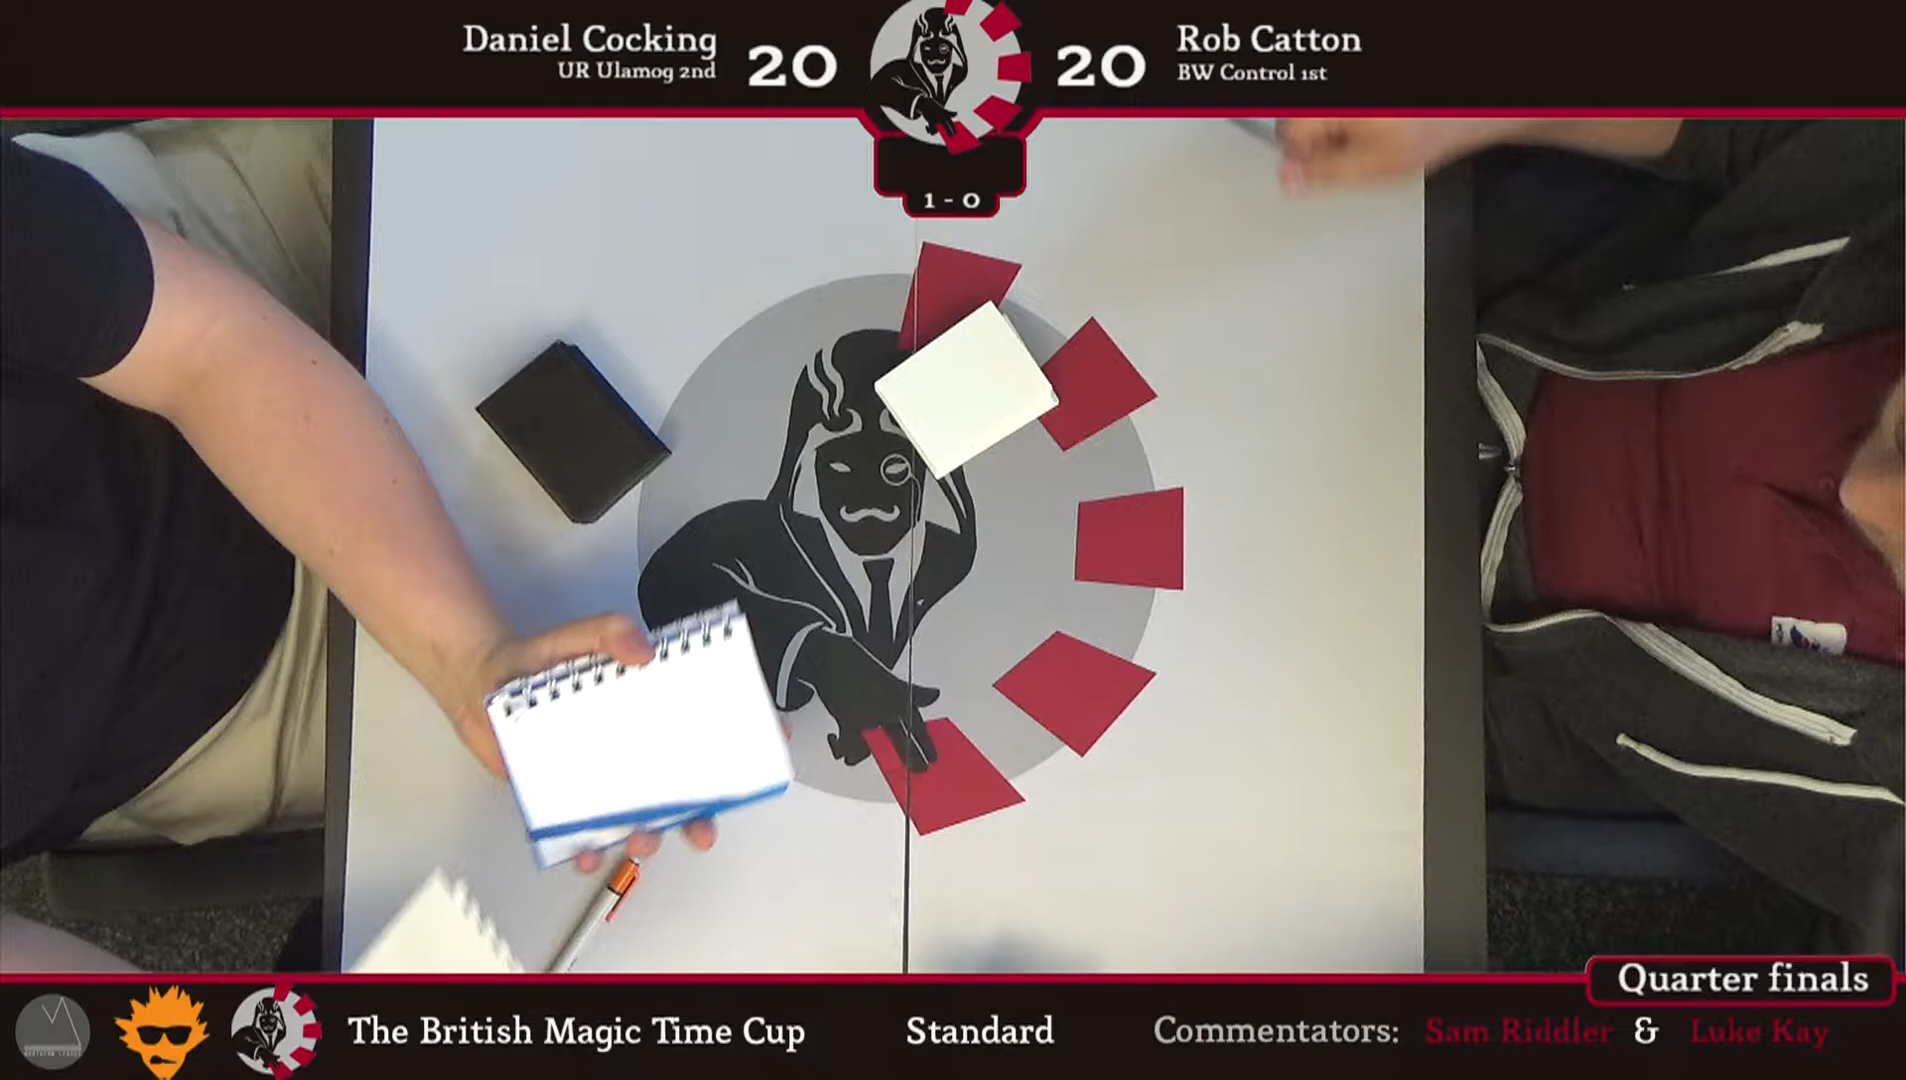 Daniel Cocking
UR Ulamog 2nd
20
20
Rob Catton
BW Control 1st
1 - 0
Quarter finals
The British Magic Time Cup
Standard
Commentators: Sam Riddler & Luke Kay